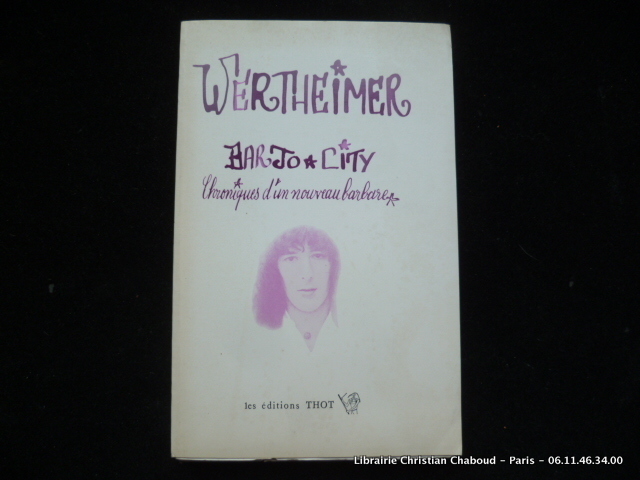 WERTHEIMER
BARJO★CITY
Chroniques d'un nouveau barbare
les éditions THOT
Librairie Christian Chaboud - Paris - 06.11.46.34.00